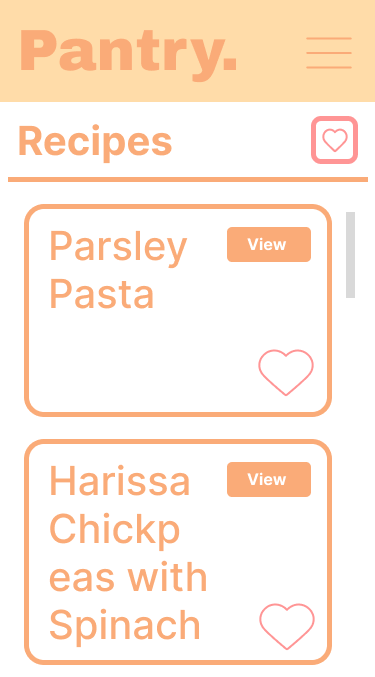 Pantry.
Recipes
Parsley
Pasta
View
Harissa
Chickp
eas with
Spinach
View